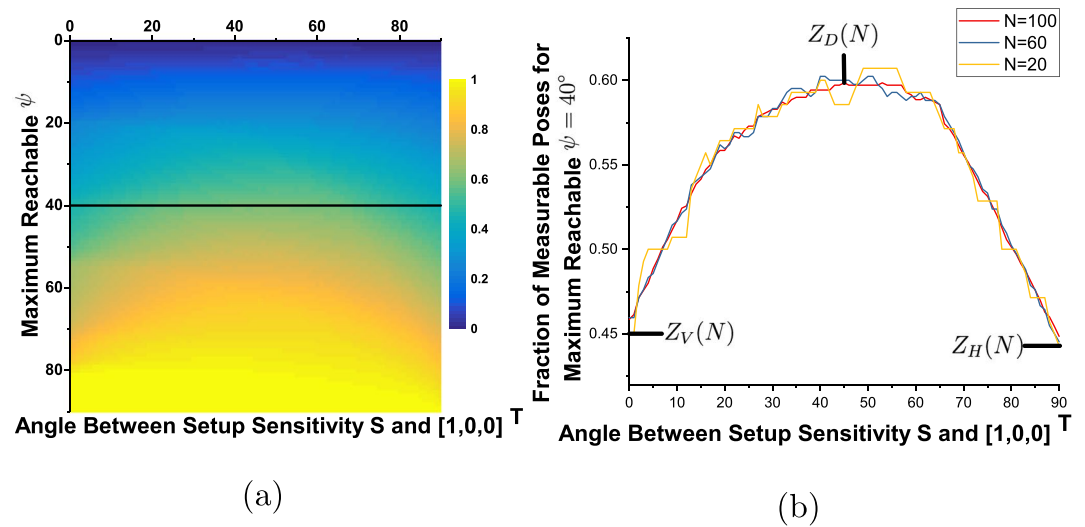 0 20 40 60 80
0
20
40
60
80
Maximum Reachable ψ
1
0.8
0.6
0.4
0.2
0
Angle Between Setup Sensitivity S and [1,0,0] T
(a)
N=100
N=60
N=20
Z_D(N)
Fraction of Measurable Poses for
Maximum Reachable ψ = 40°
0.60
0.55
0.50
0.45
Z_V(N)
Z_H(N)
0 10 20 30 40 50 60 70 80 90
Angle Between Setup Sensitivity S and [1,0,0] T
(b)